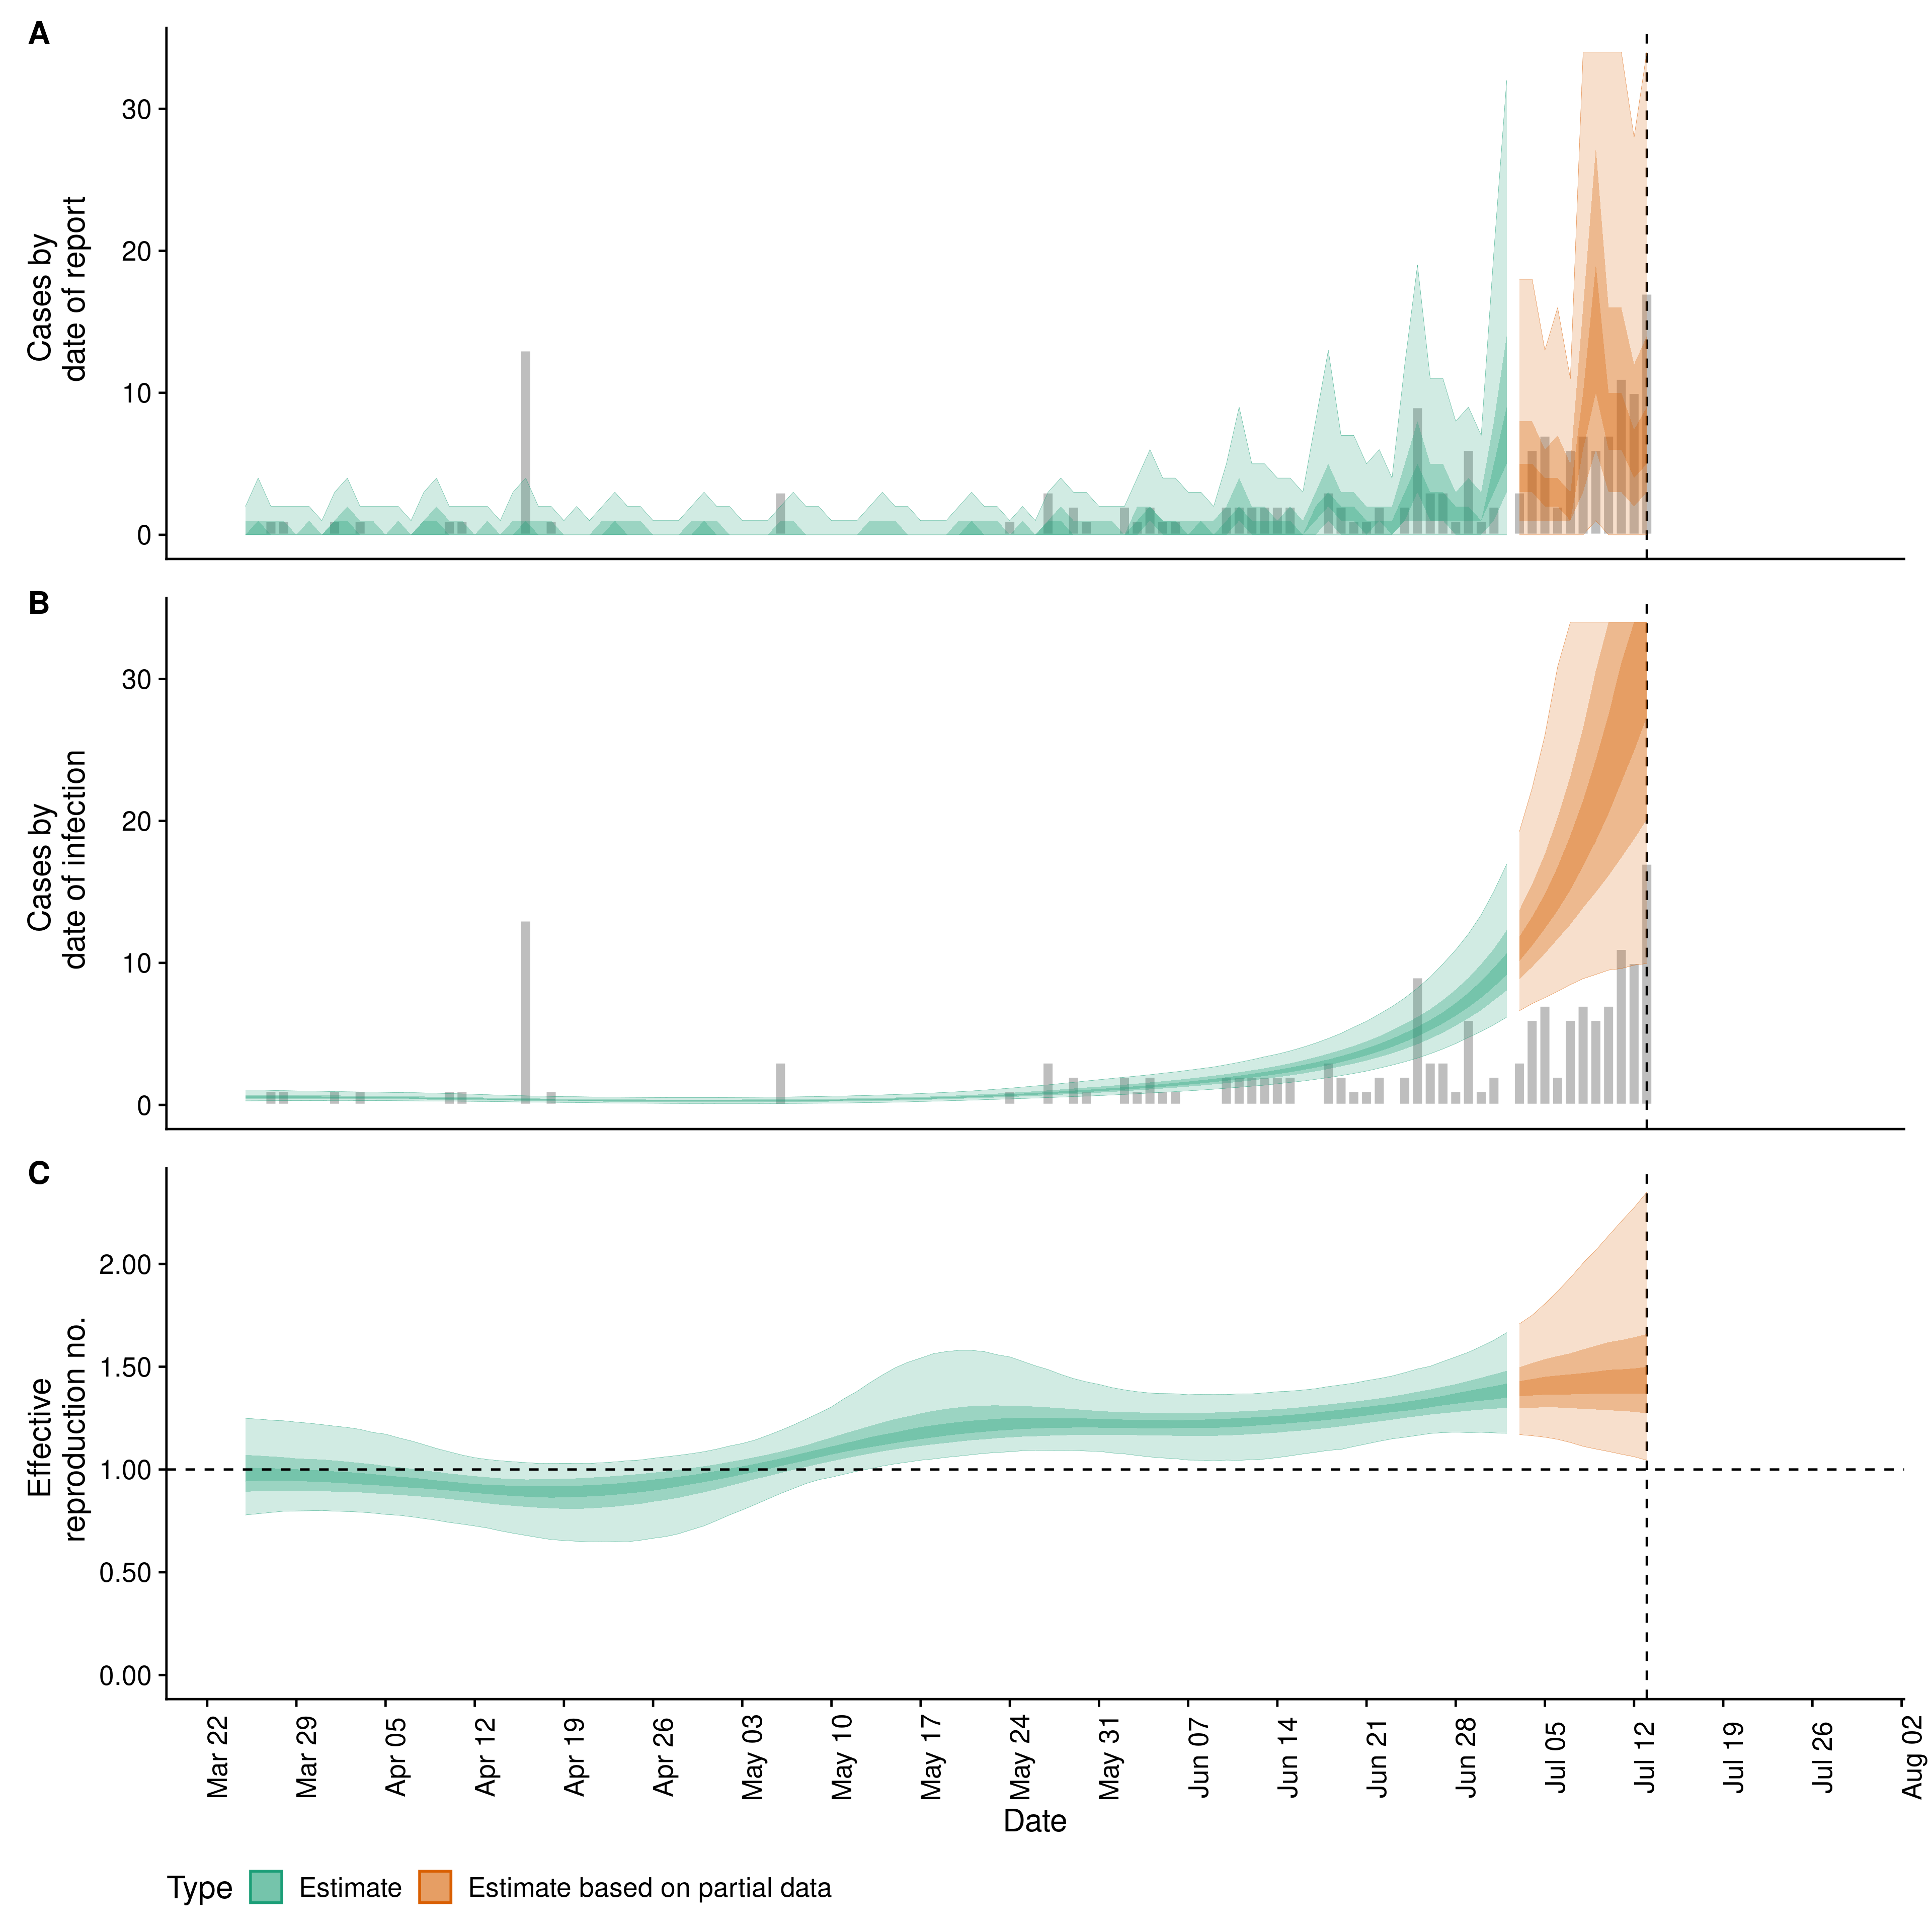 A
Cases by
date of report
30
20
10
0
B
Cases by
date of infection
30
20
10
0
C
Effective
reproduction no.
2.00
1.50
1.00
0.50
0.00
Mar 22
Mar 29
Apr 05
Apr 12
Apr 19
Apr 26
May 03
May 10
May 17
May 24
May 31
Jun 07
Jun 14
Jun 21
Jun 28
Jul 05
Jul 12
Jul 19
Jul 26
Aug 02
Date
Type Estimate Estimate based on partial data